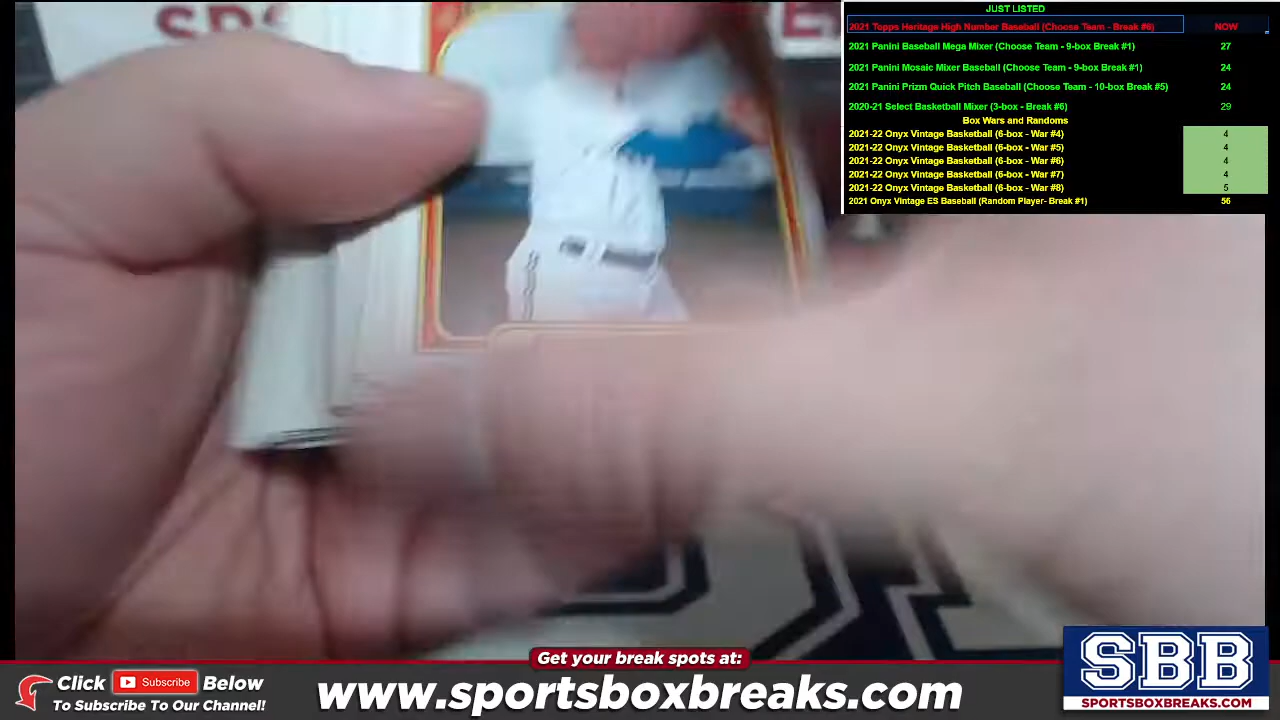 JUST LISTED
2021 Topps Heritage High Number Baseball (Choose Team - Break #6) NOW
2021 Panini Baseball Mega Mixer (Choose Team - 9-box Break #1) 27
2021 Panini Mosaic Mixer Baseball (Choose Team - 9-box Break #1) 24
2021 Panini Prizm Quick Pitch Baseball (Choose Team - 10-box Break #5) 24
2020-21 Select Basketball Mixer (3-box - Break #6) 29
Box Wars and Randoms
2021-22 Onyx Vintage Basketball (6-box - War #4) 4
2021-22 Onyx Vintage Basketball (6-box - War #5) 4
2021-22 Onyx Vintage Basketball (6-box - War #6) 4
2021-22 Onyx Vintage Basketball (6-box - War #7) 4
2021-22 Onyx Vintage Basketball (6-box - War #8) 5
2021 Onyx Vintage ES Baseball (Random Player- Break #1) 56
Get your break spots at:
Click Subscribe Below
To Subscribe To Our Channel!
www.sportsboxbreaks.com
SBB
SPORTSBOXBREAKS.COM